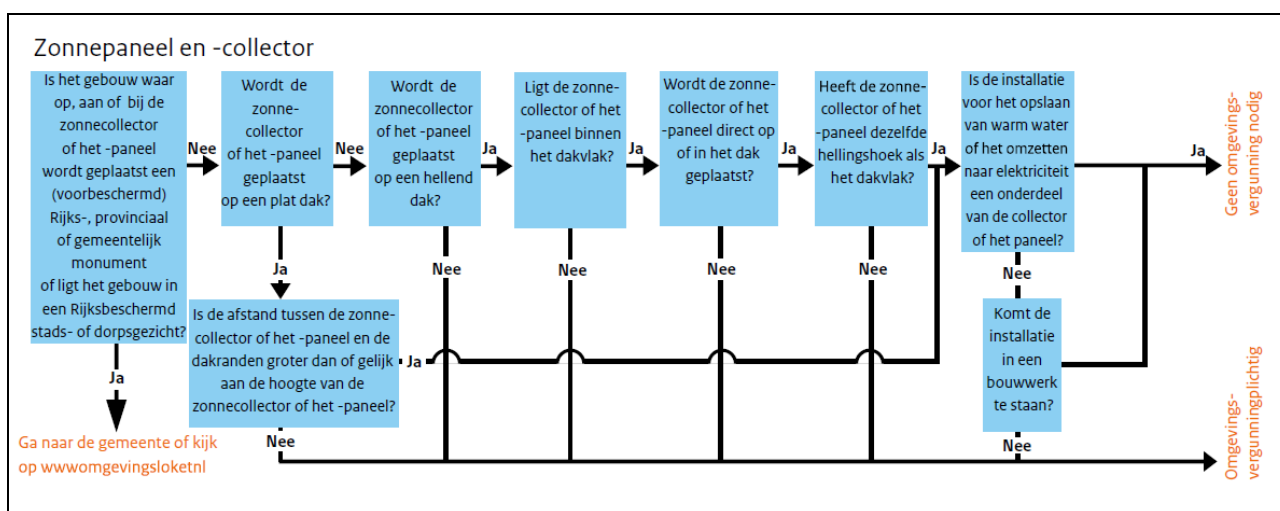 Zonnepaneel en -collector
Is het gebouw waar
op, aan of bij de
zonnecollector
of het -paneel
wordt geplaatst een
(voorbeschermd)
Rijks-, provinciaal
of gemeentelijk
monument
of ligt het gebouw in
een Rijksbeschermd
stads- of dorpsgezicht?
Nee
Ja
Ga naar de gemeente of kijk
op wwwomgevingsloketnl
Wordt de
zonne-
collector
of het -paneel
geplaatst
op een plat dak?
Nee
Ja
Is de afstand tussen de zonne-
collector of het -paneel en de
dakranden groter dan of gelijk
aan de hoogte van de
zonnecollector of het -paneel?
Ja
Nee
Wordt de
zonnecollector
of het -paneel
geplaatst
op een hellend
dak?
Ja
Nee
Ligt de zonne-
collector of het
-paneel binnen
het dakvlak?
Ja
Nee
Wordt de zonne-
collector of het
-paneel direct op
of in het dak
geplaatst?
Ja
Nee
Heeft de zonne-
collector of het
-paneel dezelfde
hellingshoek als
het dakvlak?
Ja
Nee
Is de installatie
voor het opslaan
van warm water
of het omzetten
naar elektriciteit
een onderdeel
van de collector
of het paneel?
Nee
Komt de
installatie
in een
bouwwerk
te staan?
Nee
Ja
Geen omgevings-
vergunning nodig
Omgevings-
vergunningplichtig